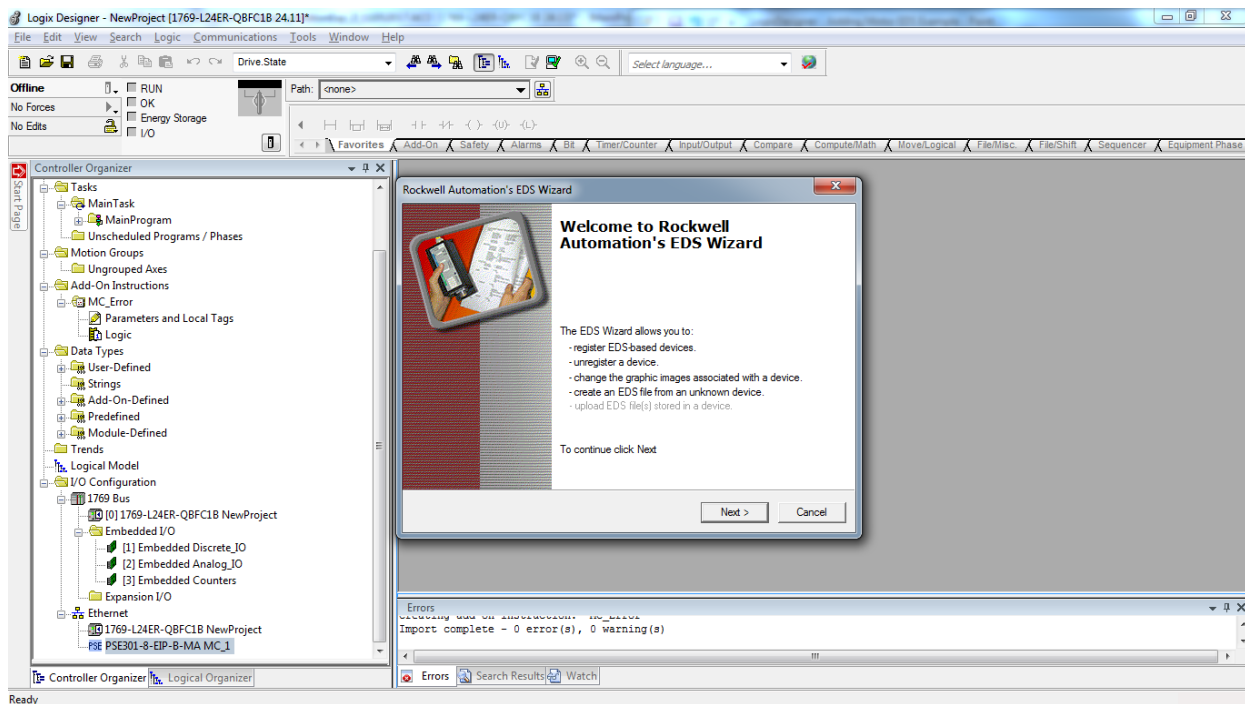 Logix Designer - NewProject [1769-L24ER-QBFC1B 24.11]*
File Edit View Search Logic Communications Tools Window Help
Drive.State
Select language...
Offline
RUN
Path: <none>
No Forces
OK
Energy Storage
No Edits
I/O
Favorites Add-On Safety Alarms Bit Timer/Counter Input/Output Compare Compute/Math Move/Logical File/Misc. File/Shift Sequencer Equipment Phase
Start Page
Controller Organizer
Tasks
MainTask
MainProgram
Unscheduled Programs / Phases
Motion Groups
Ungrouped Axes
Add-On Instructions
MC_Error
Parameters and Local Tags
Logic
Data Types
User-Defined
Strings
Add-On-Defined
Predefined
Module-Defined
Trends
Logical Model
I/O Configuration
1769 Bus
[0] 1769-L24ER-QBFC1B NewProject
Embedded I/O
[1] Embedded Discrete_IO
[2] Embedded Analog_IO
[3] Embedded Counters
Expansion I/O
Ethernet
1769-L24ER-QBFC1B NewProject
PSE PSE301-8-EIP-B-MA MC_1
Controller Organizer Logical Organizer
Rockwell Automation's EDS Wizard
Welcome to Rockwell
Automation's EDS Wizard
The EDS Wizard allows you to:
- register EDS-based devices.
- unregister a device.
- change the graphic images associated with a device.
- create an EDS file from an unknown device.
- upload EDS file(s) stored in a device.
To continue click Next
Next > Cancel
Errors
Import complete - 0 error(s), 0 warning(s)
Errors Search Results Watch
Ready